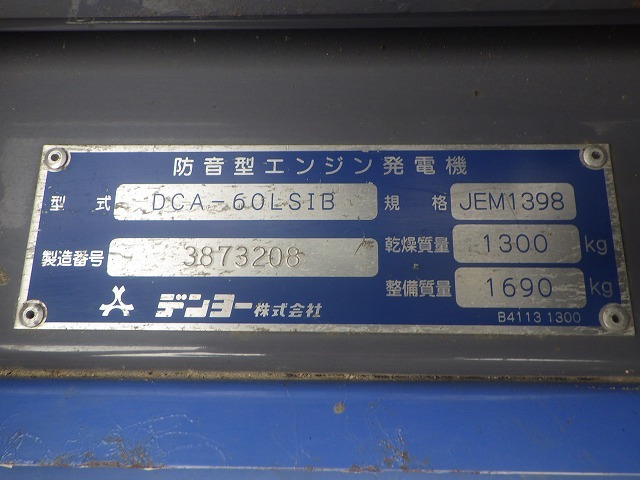 防音型エンジン発電機
型式 DCA-60LSIB 規格 JEM1398
製造番号 3873208 乾燥質量 1300 kg
整備質量 1690 kg
デンヨー株式会社
B4113 1300